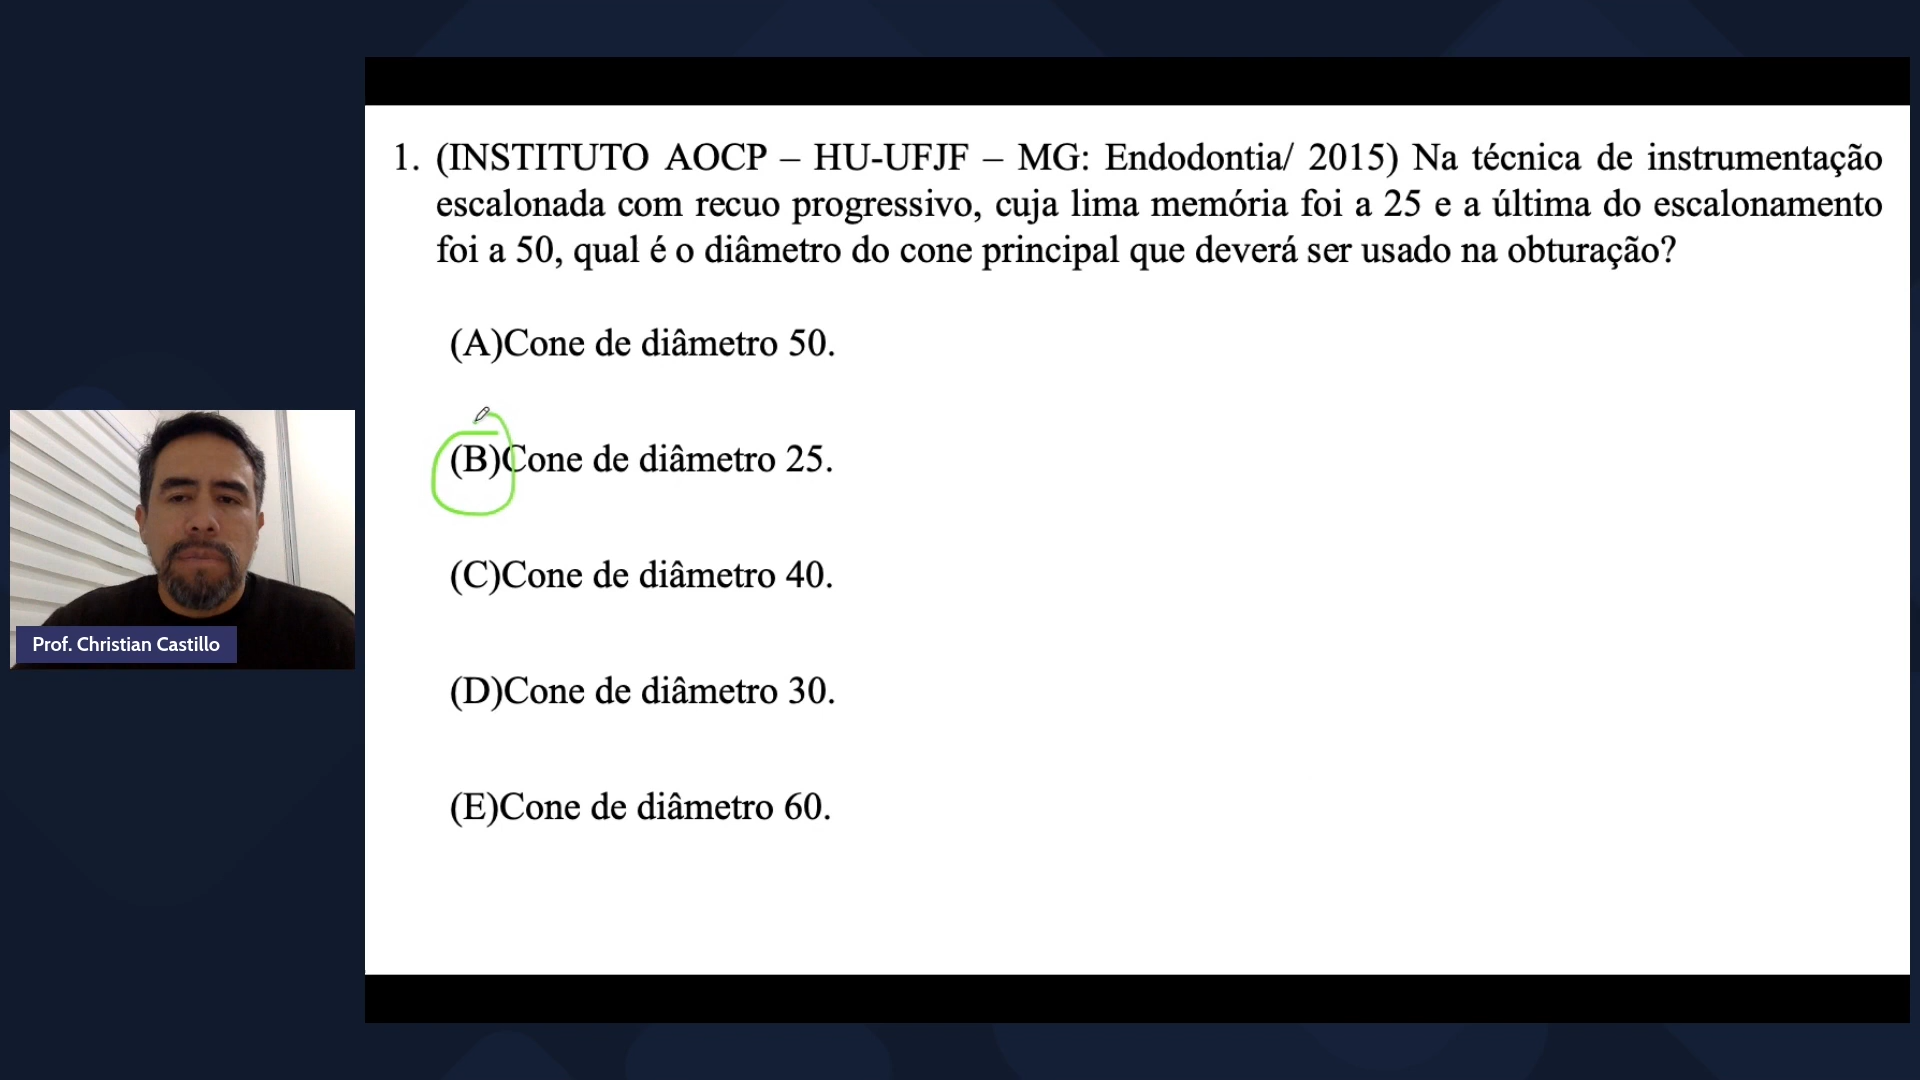 1. (INSTITUTO AOCP – HU-UFJF – MG: Endodontia/ 2015) Na técnica de instrumentação
escalonada com recuo progressivo, cuja lima memória foi a 25 e a última do escalonamento
foi a 50, qual é o diâmetro do cone principal que deverá ser usado na obturação?
(A)Cone de diâmetro 50.
(B)Cone de diâmetro 25.
(C)Cone de diâmetro 40.
(D)Cone de diâmetro 30.
(E)Cone de diâmetro 60.
Prof. Christian Castillo